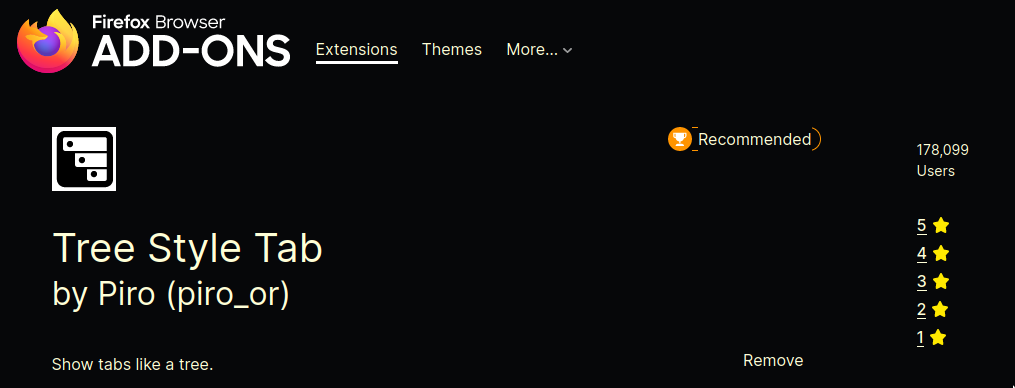 Firefox Browser
ADD-ONS
Extensions Themes More...
Recommended
178,099
Users
5
4
3
2
1
Tree Style Tab
by Piro (piro_or)
Show tabs like a tree.
Remove